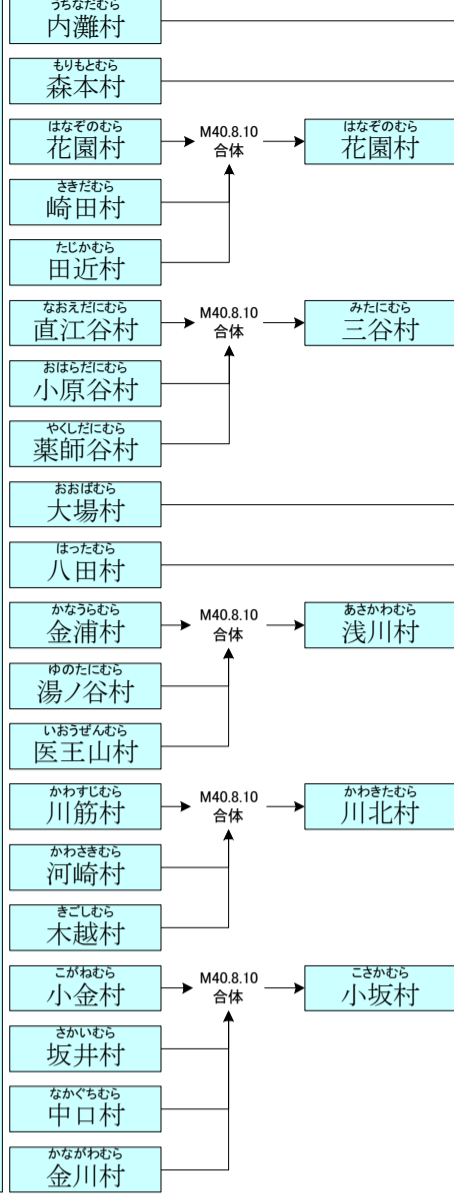 うちなだむら
内灘村
もりもとむら
森本村
はなぞのむら
花園村
M40.8.10
合体
はなぞのむら
花園村
さきだむら
崎田村
たじかむら
田近村
なおえだにむら
直江谷村
M40.8.10
合体
みたにむら
三谷村
おはらだにむら
小原谷村
やくしだにむら
薬師谷村
おおばむら
大場村
はったむら
八田村
かなうらむら
金浦村
M40.8.10
合体
あさかわむら
浅川村
ゆのたにむら
湯ノ谷村
いおうぜんむら
医王山村
かわすじむら
川筋村
M40.8.10
合体
かわきたむら
川北村
かわさきむら
河崎村
きごしむら
木越村
こがねむら
小金村
M40.8.10
合体
こさかむら
小坂村
さかいむら
坂井村
なかぐちむら
中口村
かながわむら
金川村